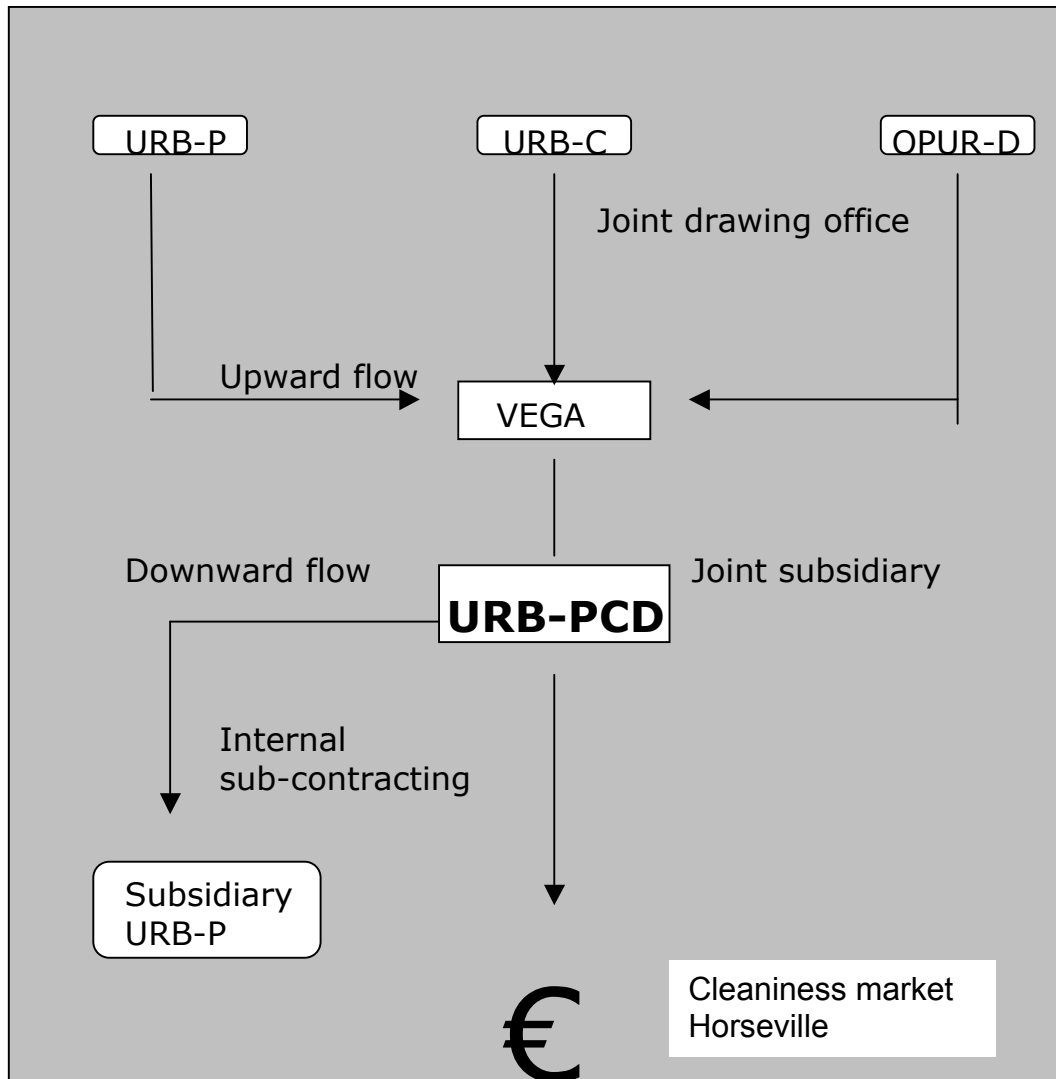 URB-P
URB-C
OPUR-D
Joint drawing office
Upward flow
VEGA
Downward flow
Joint subsidiary
URB-PCD
Internal
sub-contracting
Subsidiary
URB-P
Cleaniness market
Horseville
€